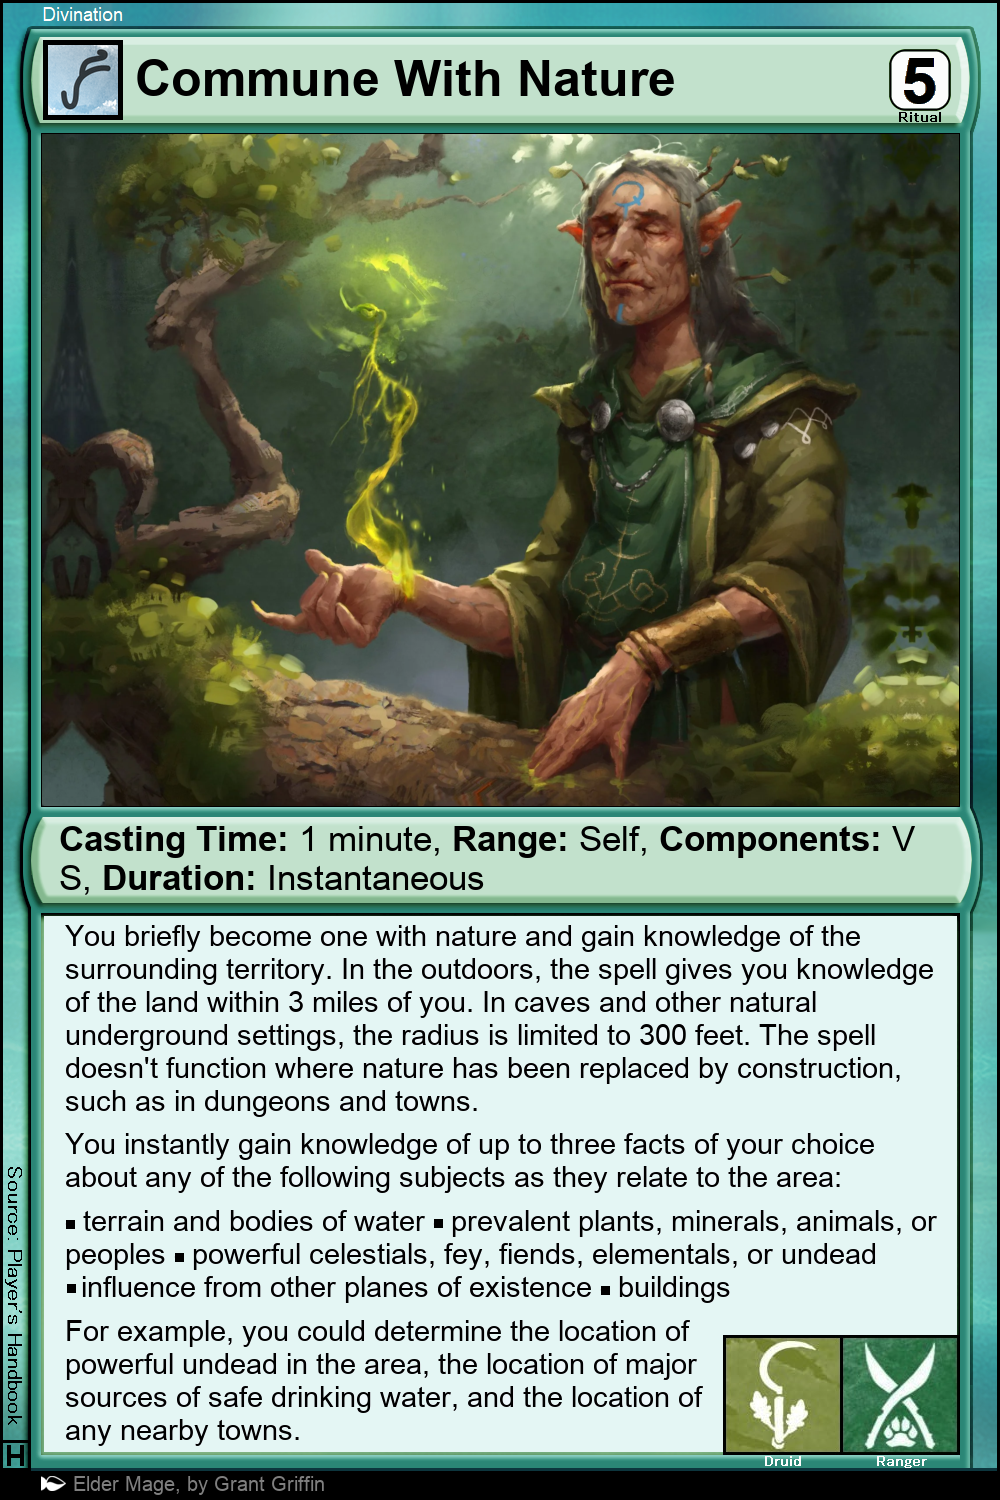 Divination
Commune With Nature
5
Ritual
Casting Time: 1 minute, Range: Self, Components: V
S, Duration: Instantaneous
You briefly become one with nature and gain knowledge of the
surrounding territory. In the outdoors, the spell gives you knowledge
of the land within 3 miles of you. In caves and other natural
underground settings, the radius is limited to 300 feet. The spell
doesn't function where nature has been replaced by construction,
such as in dungeons and towns.
You instantly gain knowledge of up to three facts of your choice
about any of the following subjects as they relate to the area:
▪ terrain and bodies of water ▪ prevalent plants, minerals, animals, or
peoples ▪ powerful celestials, fey, fiends, elementals, or undead
▪ influence from other planes of existence ▪ buildings
For example, you could determine the location of
powerful undead in the area, the location of major
sources of safe drinking water, and the location of
any nearby towns.
Druid
Ranger
Source: Player's Handbook
H
Elder Mage, by Grant Griffin